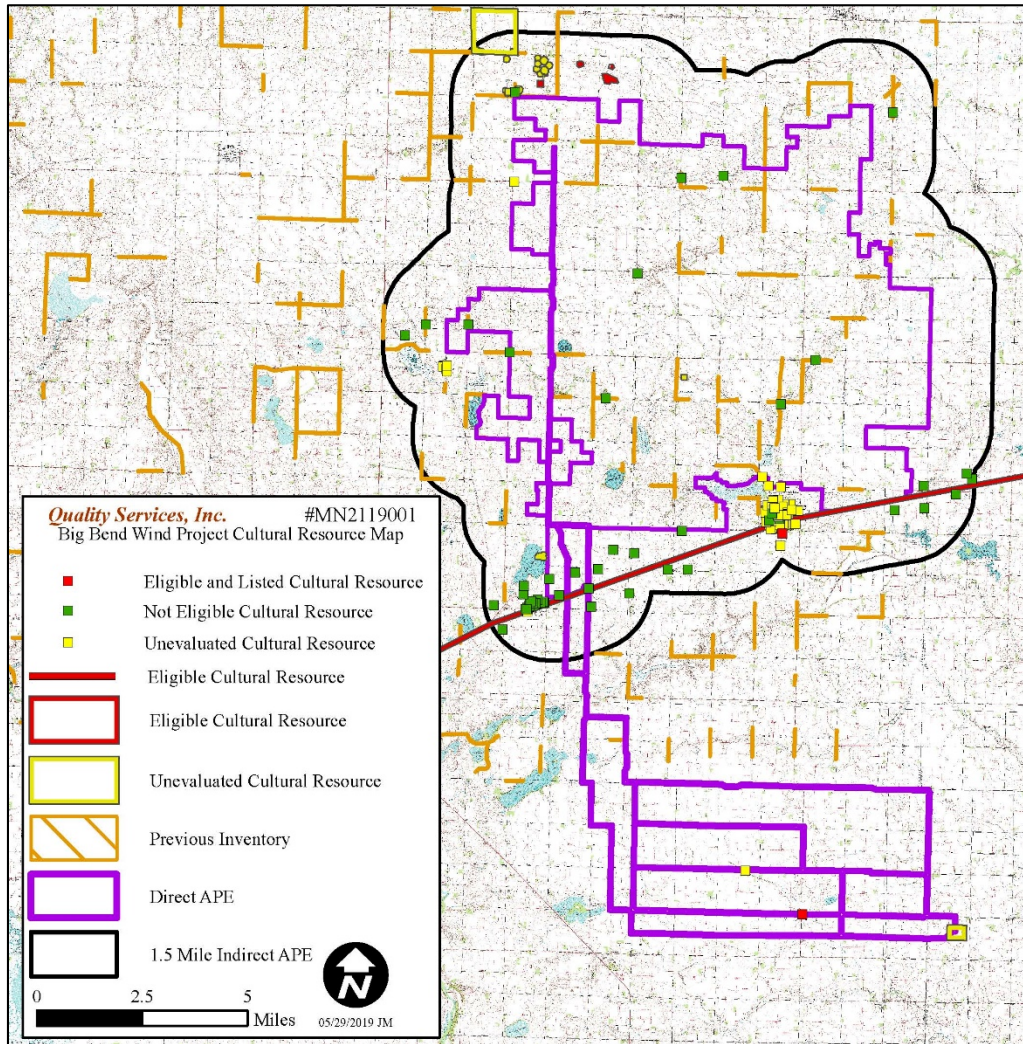 Quality Services, Inc. #MN2119001
Big Bend Wind Project Cultural Resource Map
Eligible and Listed Cultural Resource
Not Eligible Cultural Resource
Unevaluated Cultural Resource
Eligible Cultural Resource
Eligible Cultural Resource
Unevaluated Cultural Resource
Previous Inventory
Direct APE
1.5 Mile Indirect APE
N
0 2.5 5
Miles
05/29/2019 JM